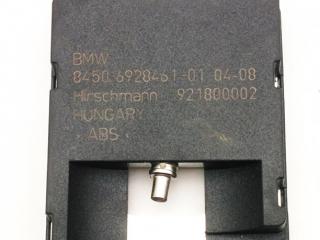 BMW
8450 6928461-01 04-08
Hirschmann 921800002
HUNGARY
ABS